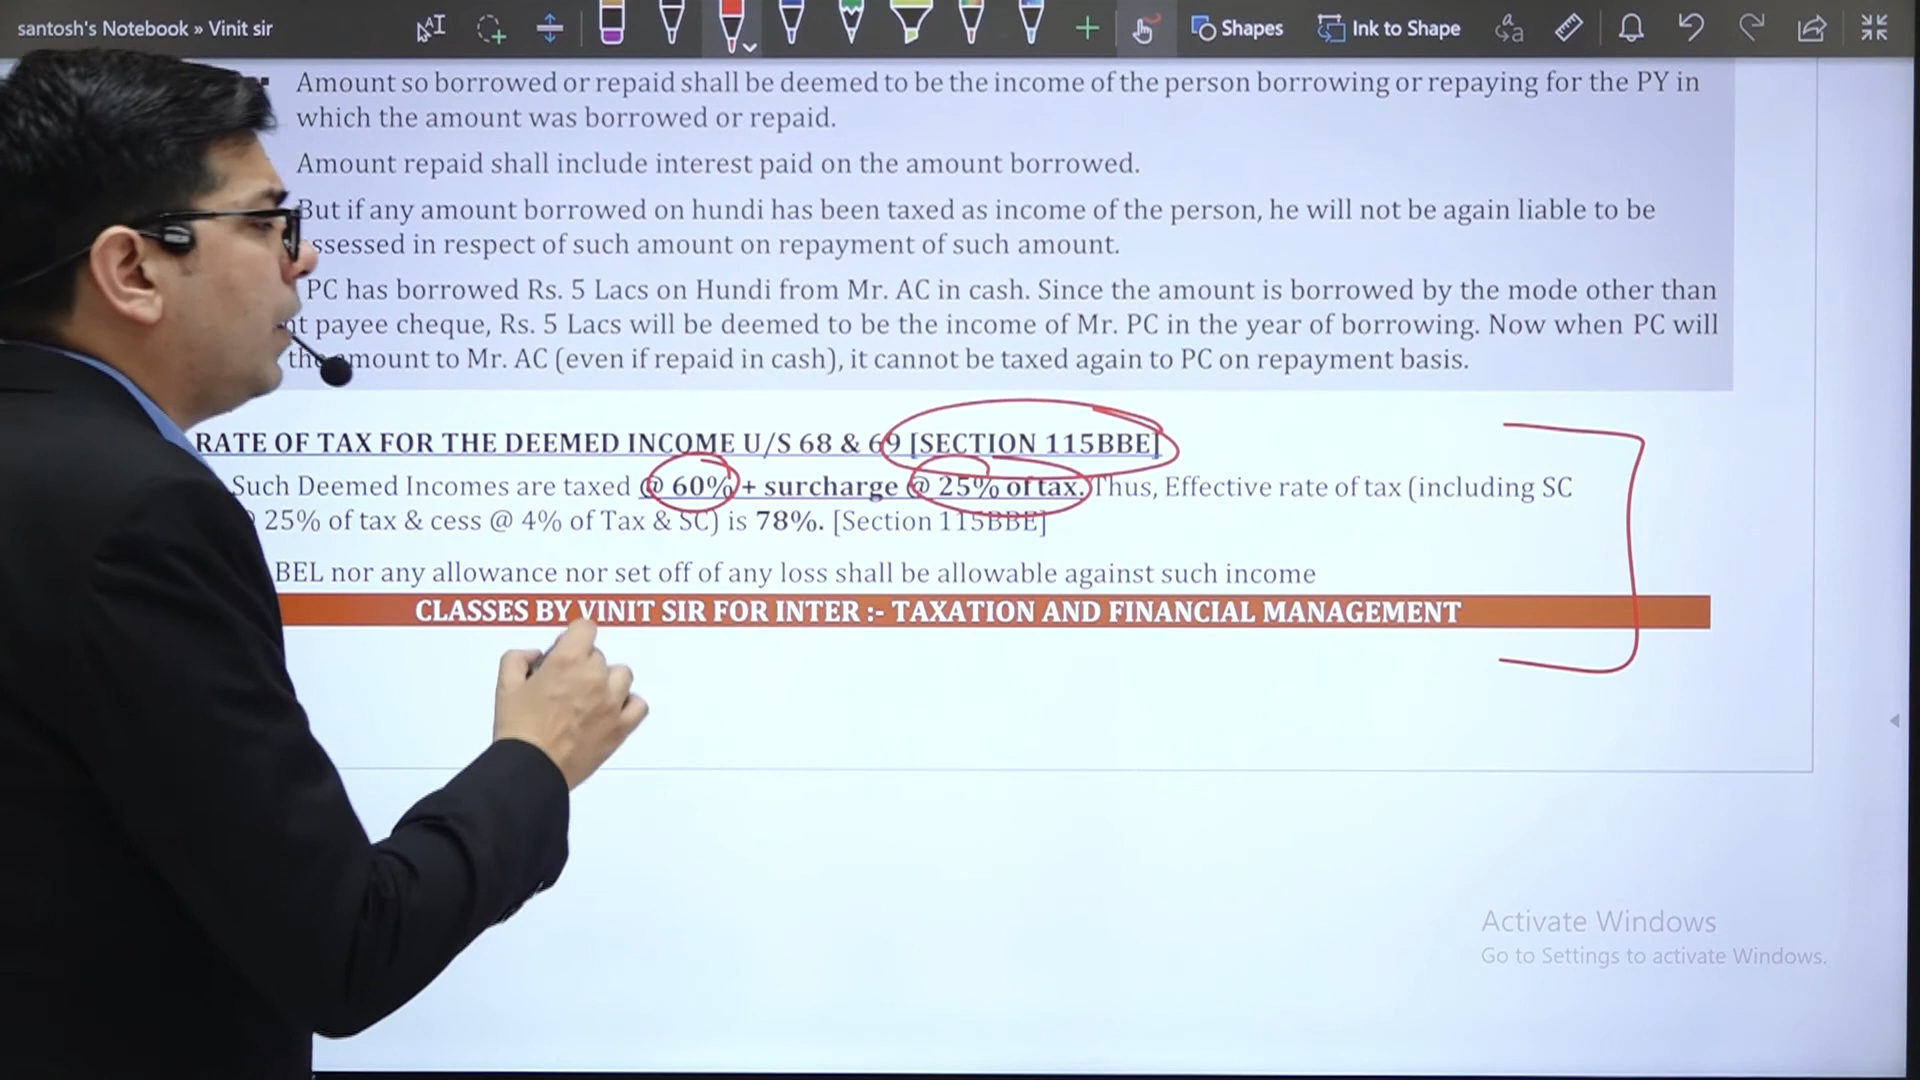 santosh's Notebook » Vinit sir
Shapes
Ink to Shape
Amount so borrowed or repaid shall be deemed to be the income of the person borrowing or repaying for the PY in
which the amount was borrowed or repaid.
Amount repaid shall include interest paid on the amount borrowed.
But if any amount borrowed on hundi has been taxed as income of the person, he will not be again liable to be
ssessed in respect of such amount on repayment of such amount.
PC has borrowed Rs. 5 Lacs on Hundi from Mr. AC in cash. Since the amount is borrowed by the mode other than
nt payee cheque, Rs. 5 Lacs will be deemed to be the income of Mr. PC in the year of borrowing. Now when PC will
the amount to Mr. AC (even if repaid in cash), it cannot be taxed again to PC on repayment basis.
RATE OF TAX FOR THE DEEMED INCOME U/S 68 & 69 [SECTION 115BBE]
Such Deemed Incomes are taxed @ 60% + surcharge @ 25% of tax. Thus, Effective rate of tax (including SC
25% of tax & cess @ 4% of Tax & SC) is 78%. [Section 115BBE]
BEL nor any allowance nor set off of any loss shall be allowable against such income
CLASSES BY VINIT SIR FOR INTER :- TAXATION AND FINANCIAL MANAGEMENT
Activate Windows
Go to Settings to activate Windows.